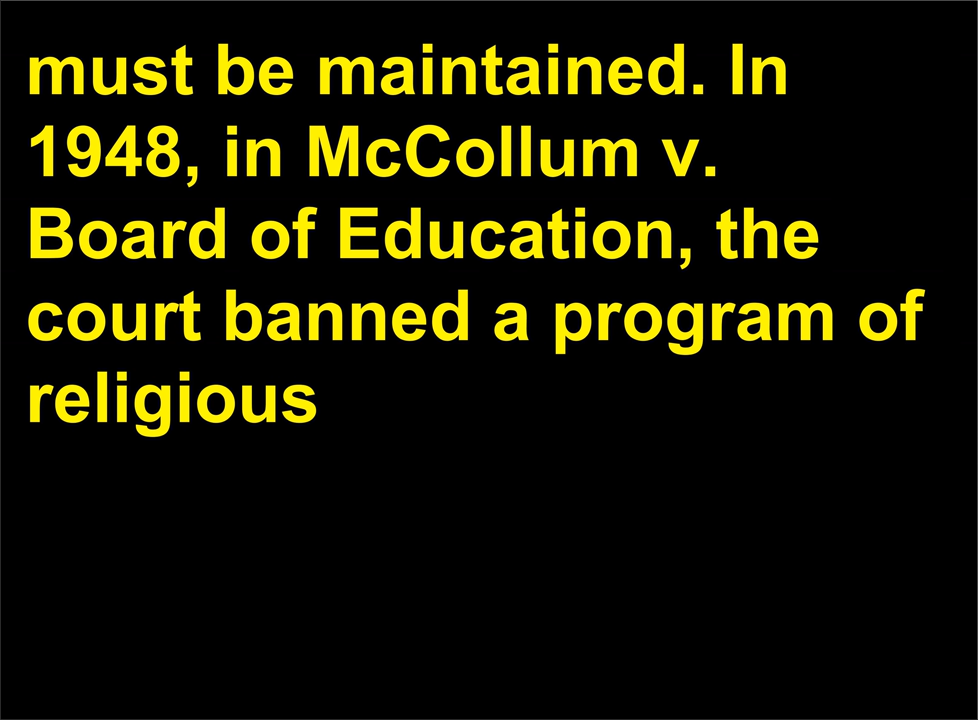 must be maintained. In
1948, in McCollum v.
Board of Education, the
court banned a program of
religious